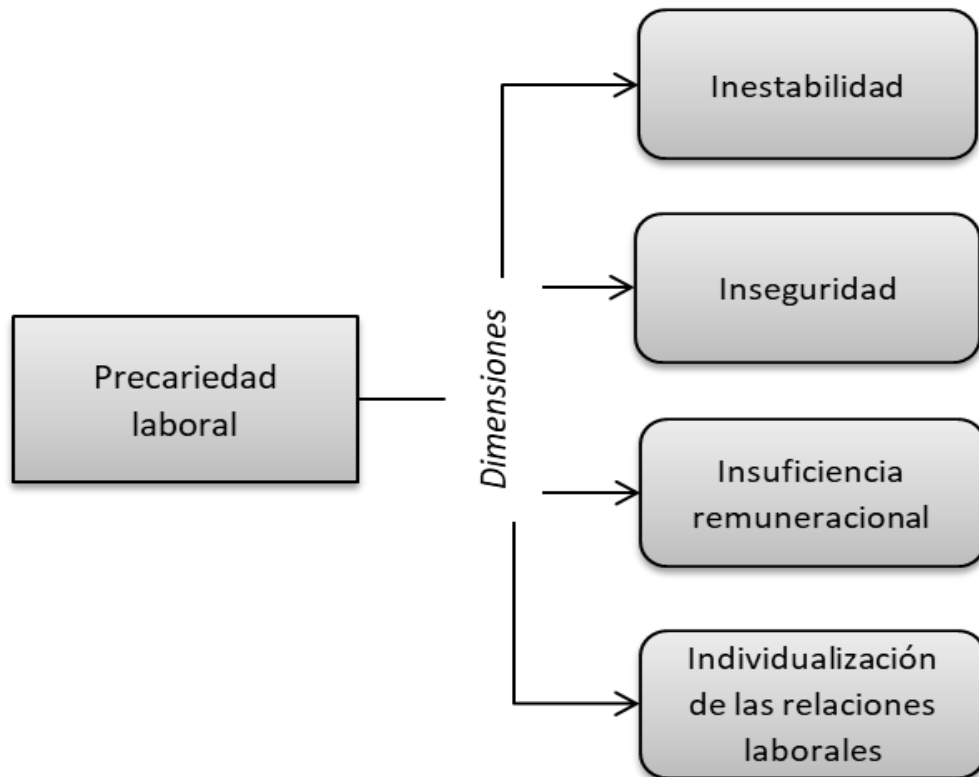 Precariedad
laboral
Dimensiones
Inestabilidad
Inseguridad
Insuficiencia
remuneracional
Individualización
de las relaciones
laborales